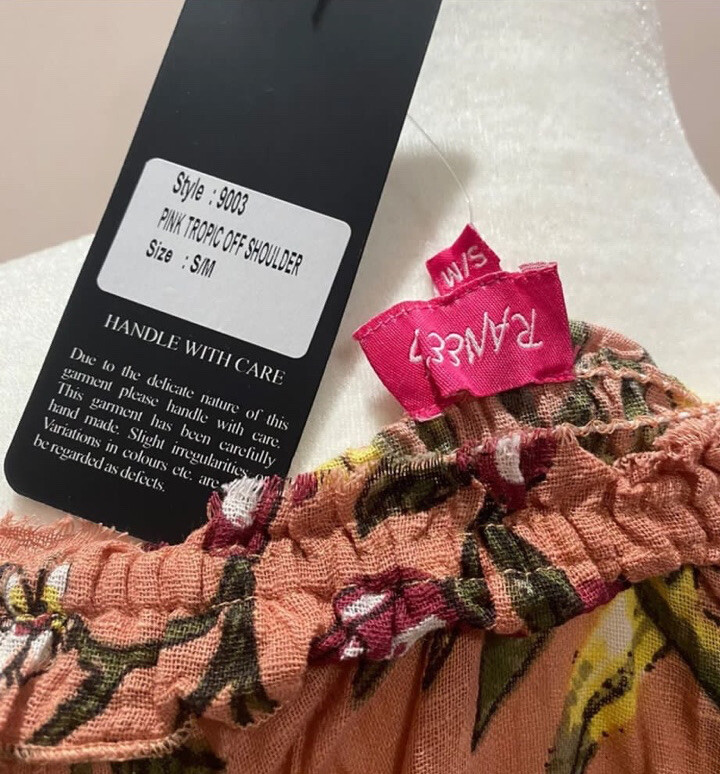 Style : 9003
PINK TROPIC OFF SHOULDER
Size : S/M
HANDLE WITH CARE
Due to the delicate nature of this
garment please handle with care.
This garment has been carefully
hand made. Slight irregularities
Variations in colours etc. are
be regarded as defects.
S/M
RANEE'S